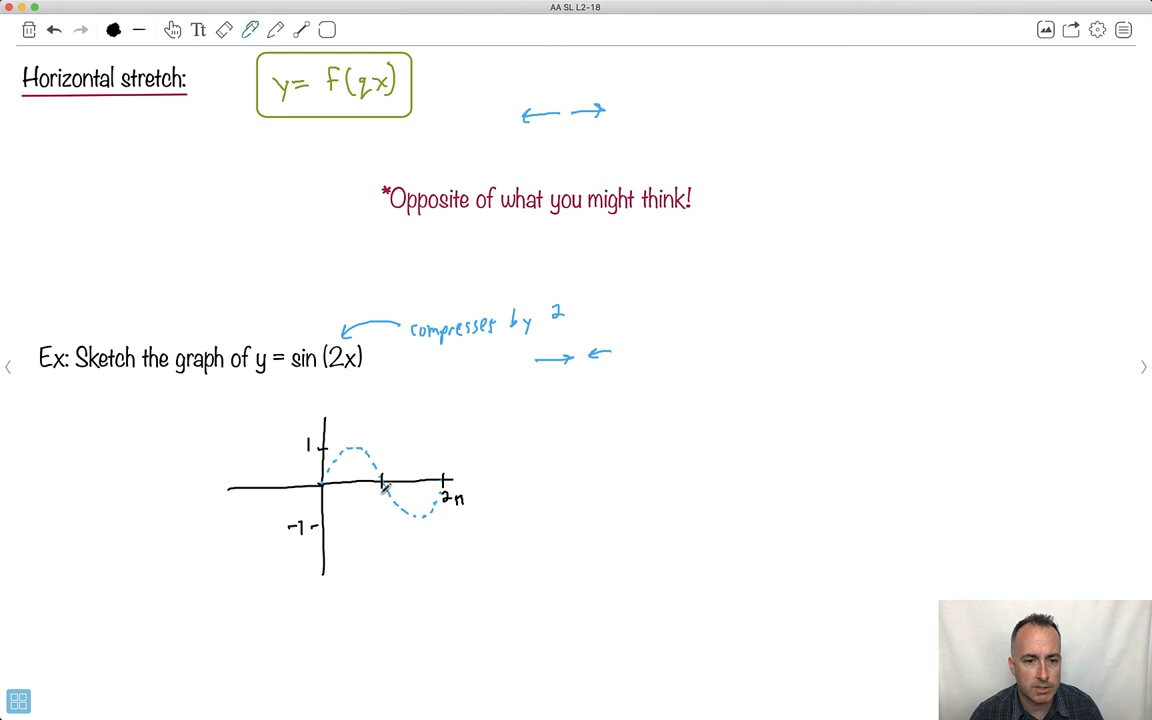 AA SL L2-18
Tt
Horizontal stretch:
y = f(qx)
*Opposite of what you might think!
compresses by 2
Ex: Sketch the graph of y = sin (2x)
1
2π
-1